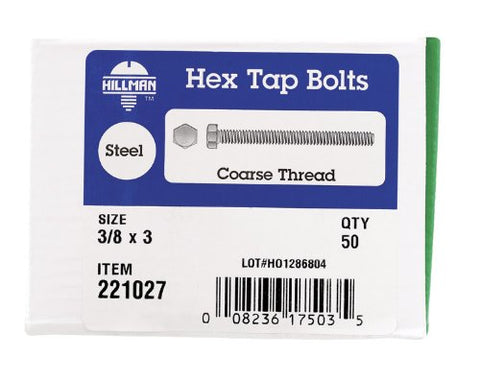 HILLMAN
TM
Hex Tap Bolts
Steel
Coarse Thread
SIZE
3/8 x 3
QTY
50
ITEM
221027
LOT#HO1286804
0 08236 17503 5